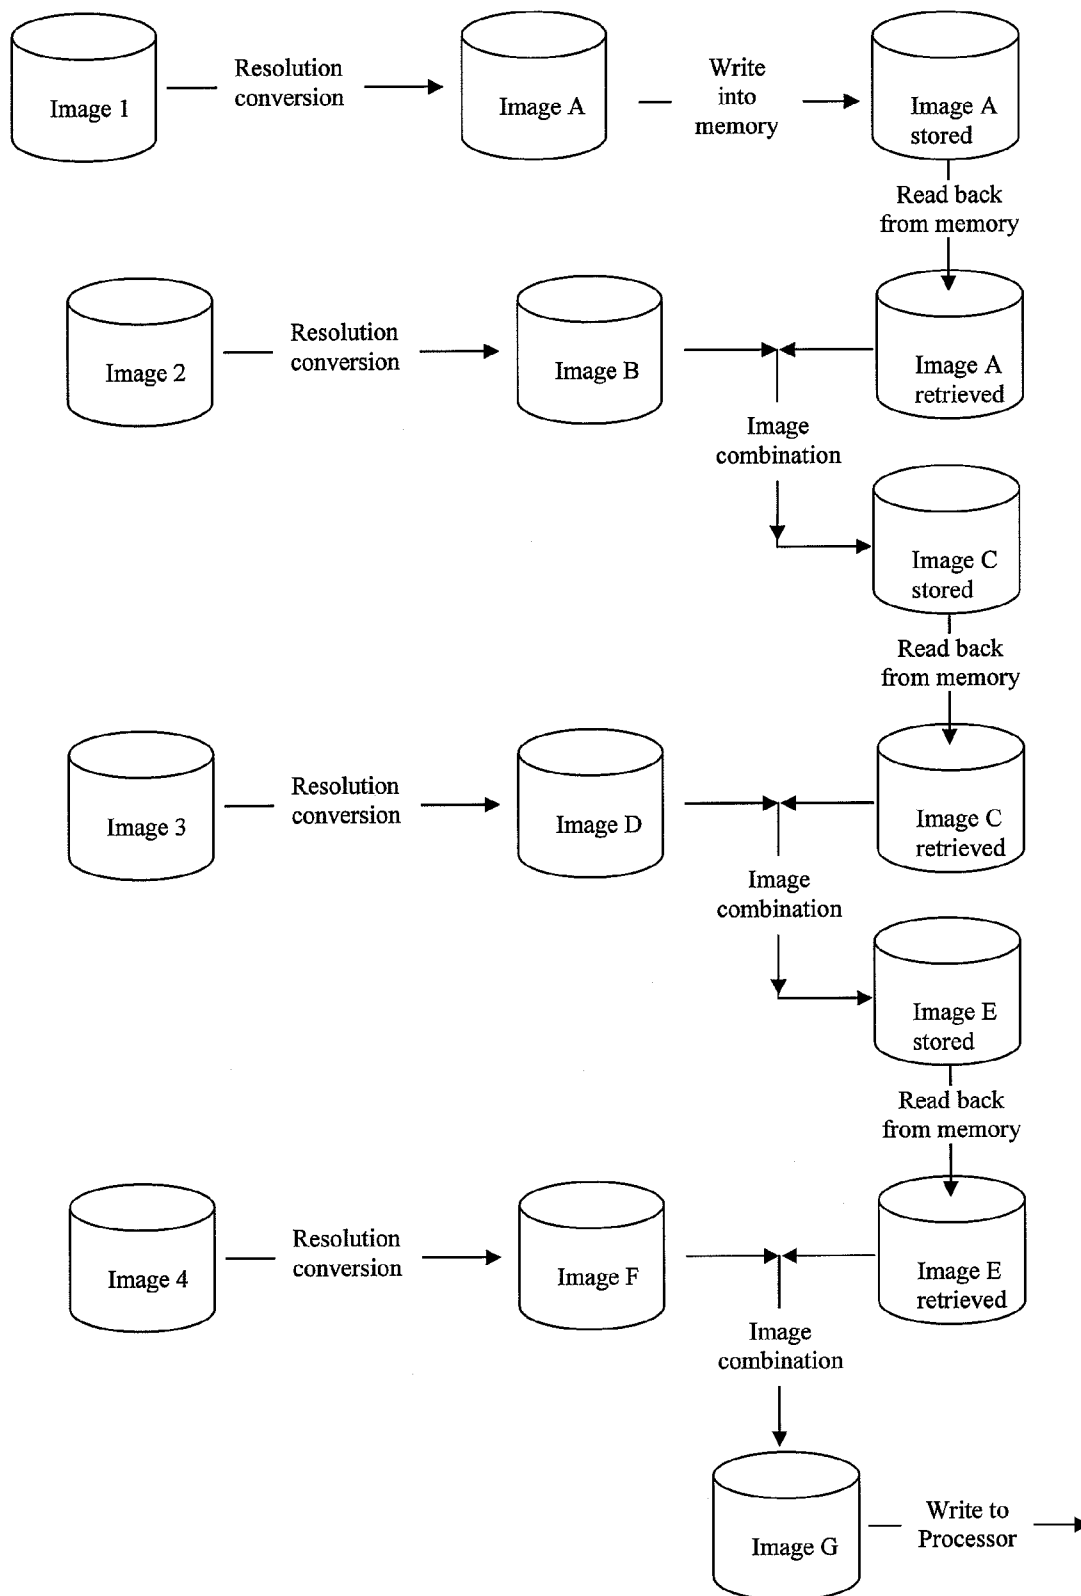 Image 1
Resolution
conversion
Image A
Write
into
memory
Image A
stored
Read back
from memory
Image 2
Resolution
conversion
Image B
Image A
retrieved
Image
combination
Image C
stored
Read back
from memory
Image 3
Resolution
conversion
Image D
Image C
retrieved
Image
combination
Image E
stored
Read back
from memory
Image 4
Resolution
conversion
Image F
Image E
retrieved
Image
combination
Image G
Write to
Processor